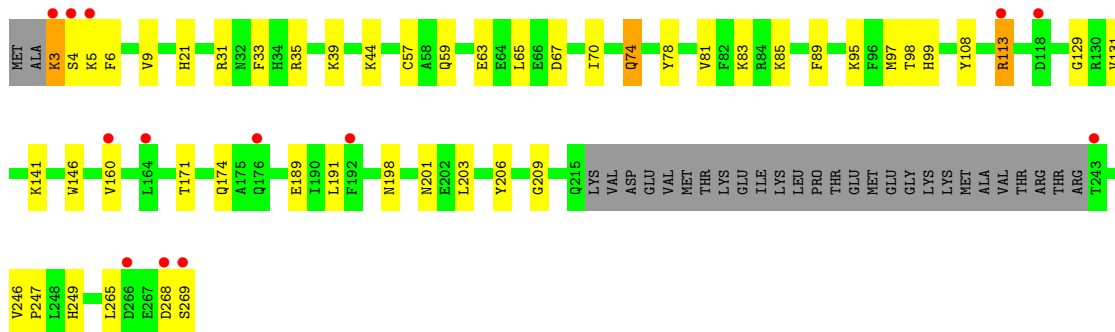 MET ALA K3 S4 K5 F6 V9 H21 R31 N32 F33 H34 R35 K39 K44 C57 A58 Q59 E63 E64 L65 E66 D67 I70 Q74 Y78 V81 F82 K83 R84 K85 F89 K95 F96 M97 T98 H99 Y108 R113 D118 G129 R130 V131
K141 W146 V160 L164 T171 Q174 A175 Q176 E189 I190 L191 F192 N198 N201 E202 L203 Y206 G209 Q215 LYS VAL ASP GLU VAL MET THR LYS GLU ILE LYS LEU PRO THR GLU MET GLU GLY LYS LYS MET ALA VAL THR ARG THR ARG T243
V246 P247 L248 H249 L265 D266 E267 D268 S269